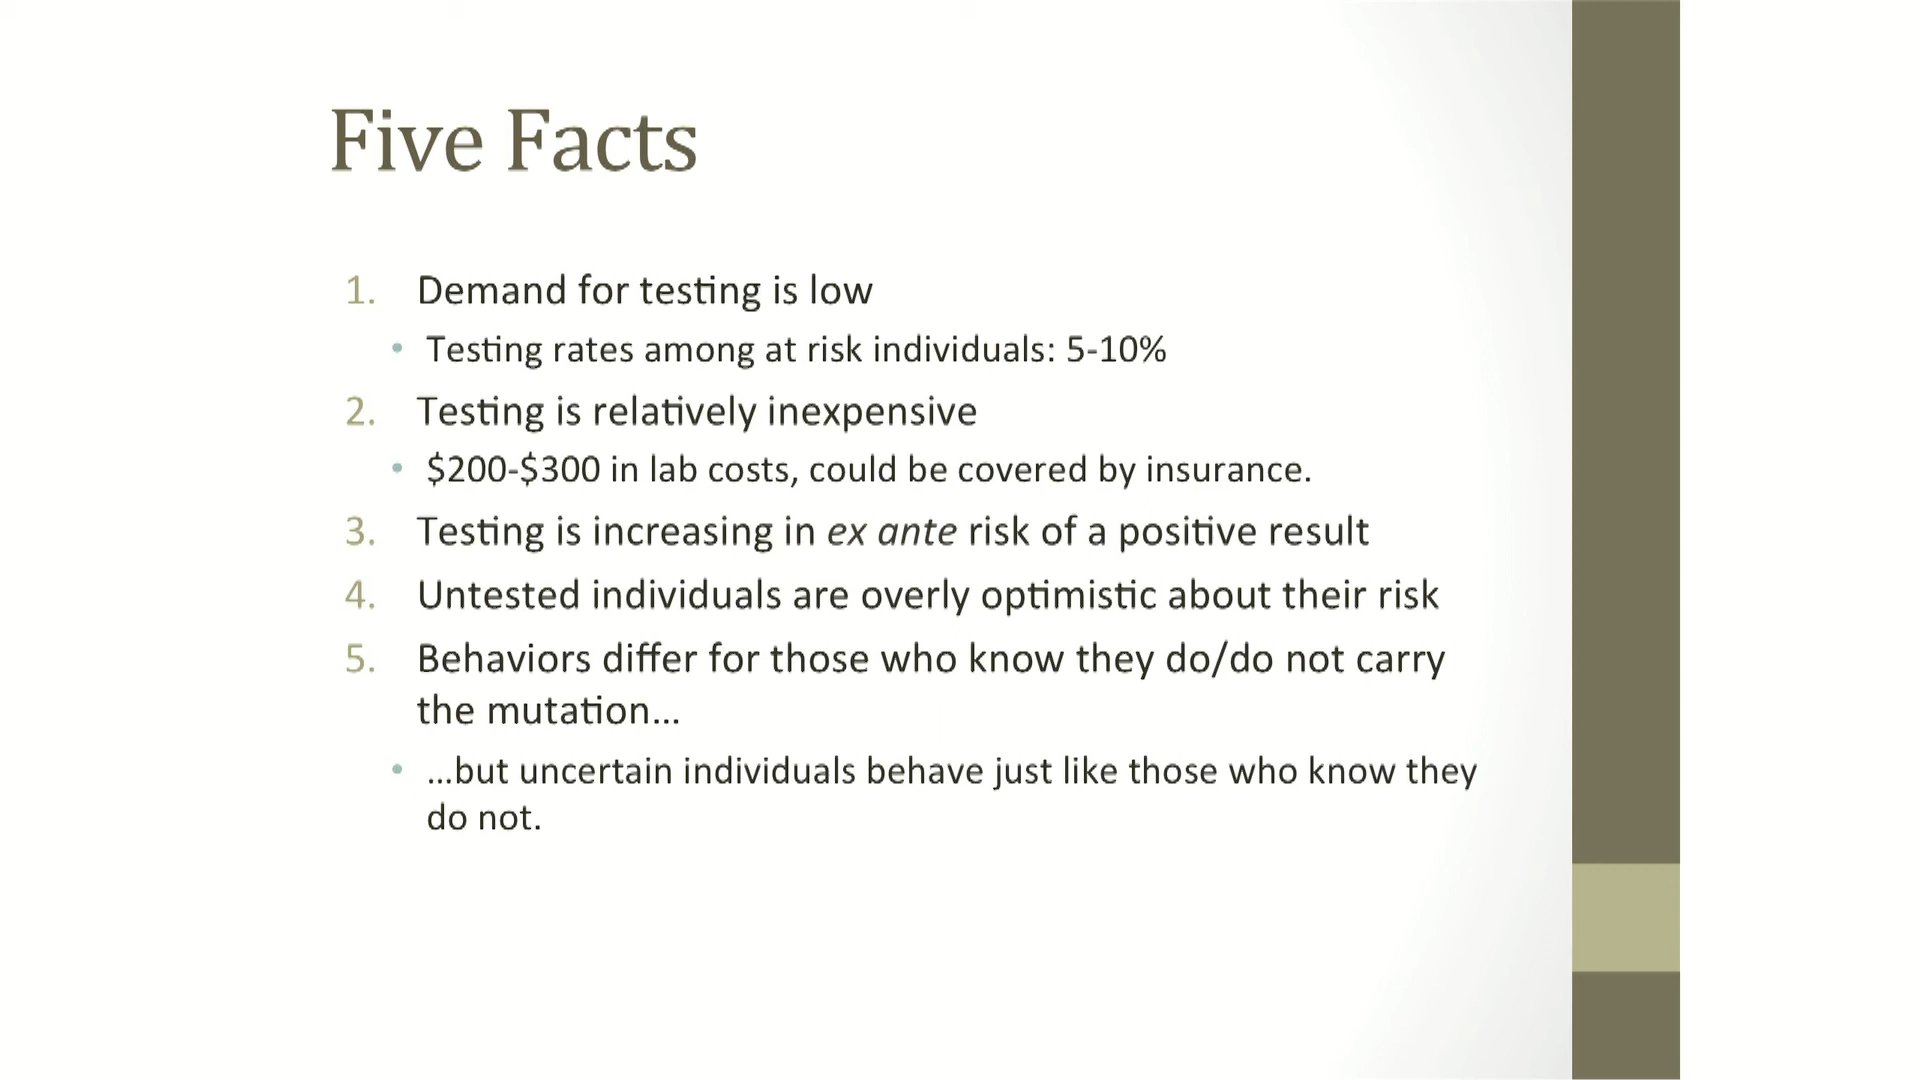 Five Facts
1. Demand for testing is low
• Testing rates among at risk individuals: 5-10%
2. Testing is relatively inexpensive
• $200-$300 in lab costs, could be covered by insurance.
3. Testing is increasing in ex ante risk of a positive result
4. Untested individuals are overly optimistic about their risk
5. Behaviors differ for those who know they do/do not carry
the mutation...
• ...but uncertain individuals behave just like those who know they
do not.